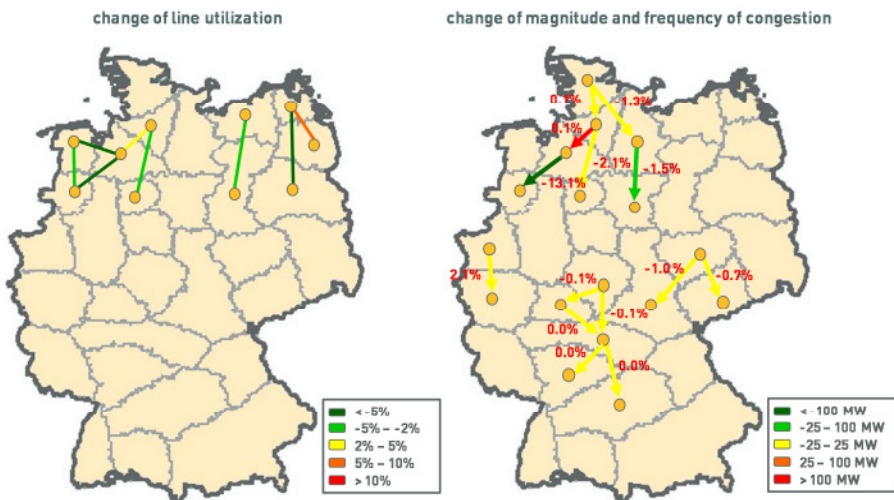 change of line utilization
change of magnitude and frequency of congestion
0.1%
-1.3%
0.1%
-2.1%
-1.5%
-13.1%
2.1%
-0.1%
-1.0%
-0.7%
-0.1%
0.0%
0.0%
0.0%
<-5%
-5% – -2%
2% – 5%
5% – 10%
> 10%
<-100 MW
-25 – 100 MW
-25 – 25 MW
25 – 100 MW
> 100 MW